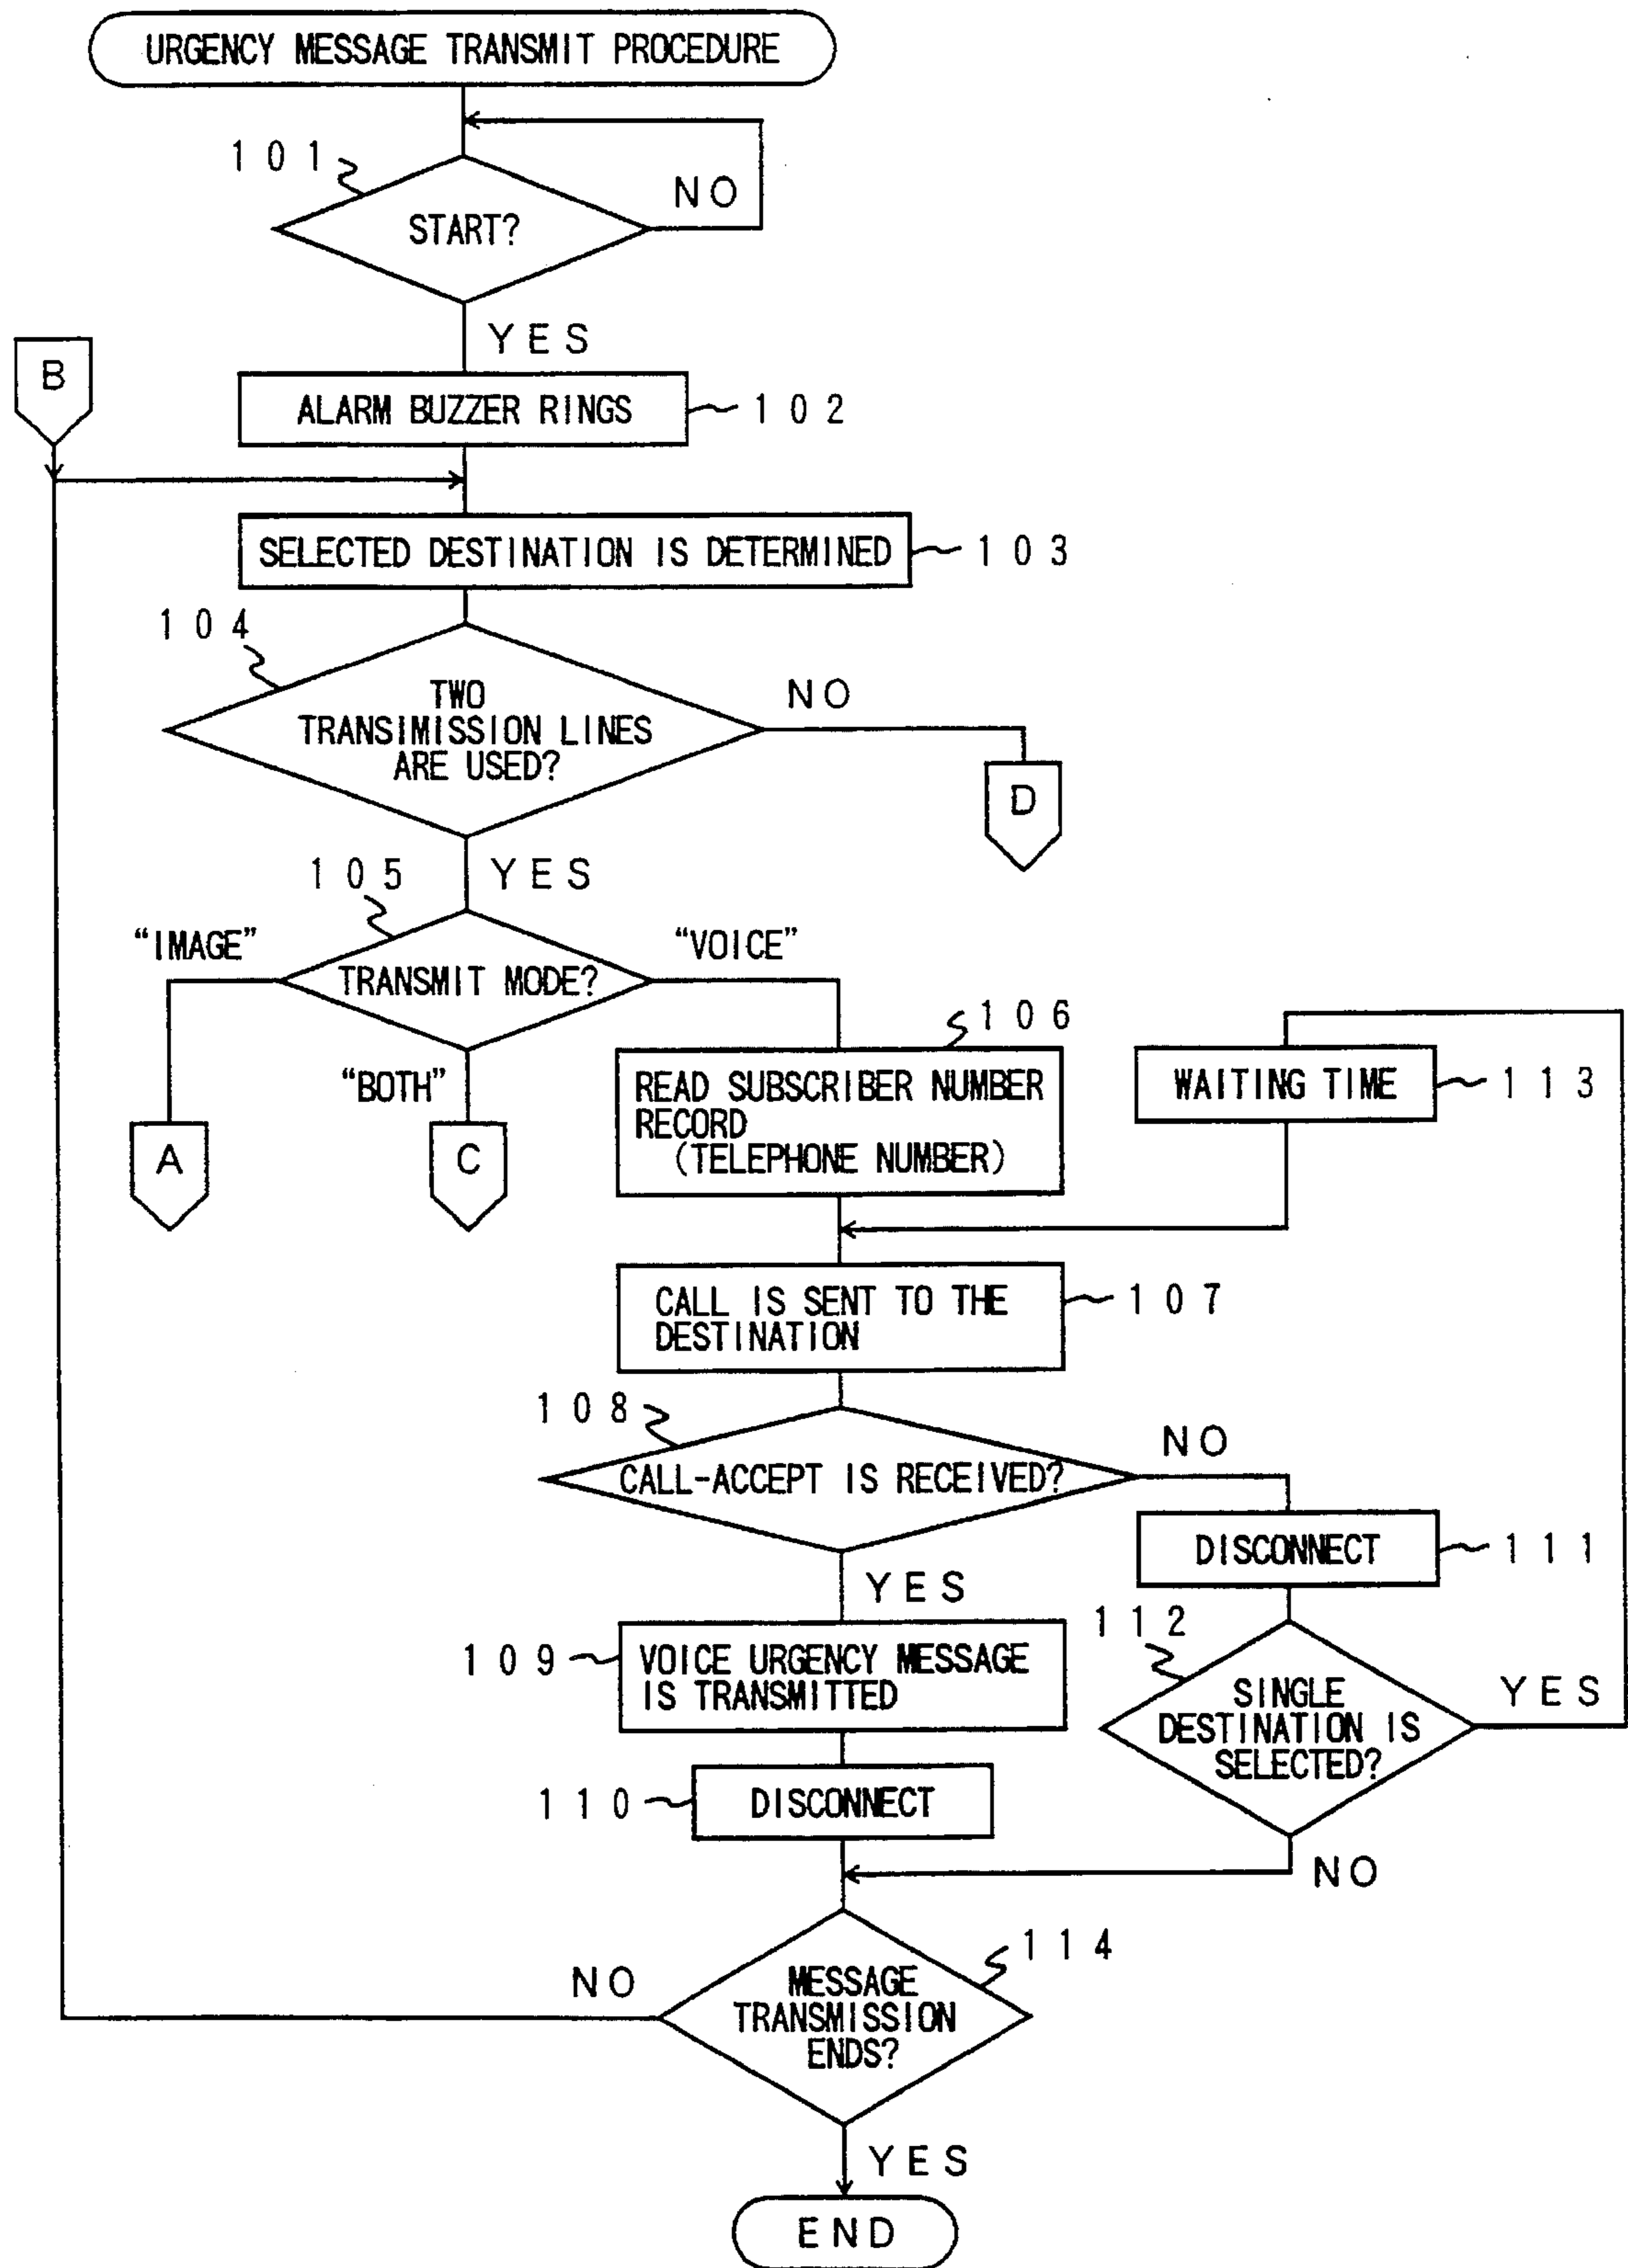 URGENCY MESSAGE TRANSMIT PROCEDURE
101
START?
NO
YES
B
ALARM BUZZER RINGS
102
SELECTED DESTINATION IS DETERMINED
103
104
TWO
TRANSIMISSION LINES
ARE USED?
NO
D
YES
105
"IMAGE"
"VOICE"
TRANSMIT MODE?
"BOTH"
A
C
106
READ SUBSCRIBER NUMBER
RECORD
(TELEPHONE NUMBER)
WAITING TIME
113
CALL IS SENT TO THE
DESTINATION
107
108
CALL-ACCEPT IS RECEIVED?
NO
YES
DISCONNECT
111
109
VOICE URGENCY MESSAGE
IS TRANSMITTED
112
SINGLE
DESTINATION IS
SELECTED?
YES
NO
110
DISCONNECT
114
MESSAGE
TRANSMISSION
ENDS?
NO
YES
END